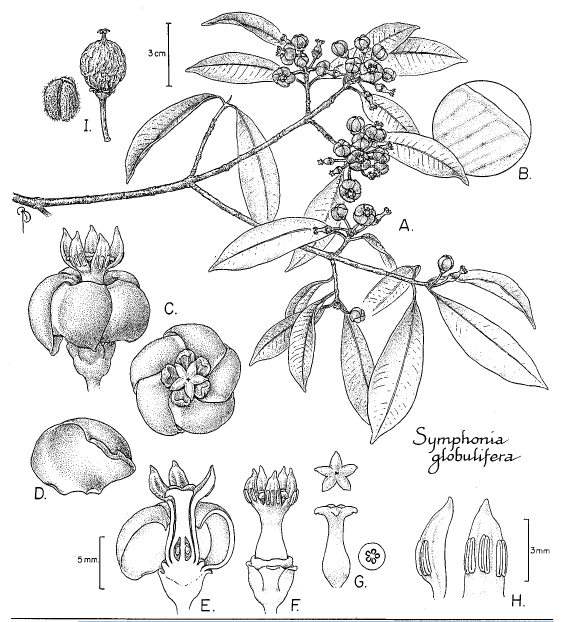 3 cm.
I.
B.
A.
C.
Symphonia
globulifera
D.
5 mm.
3 mm
E.
F.
G.
H.